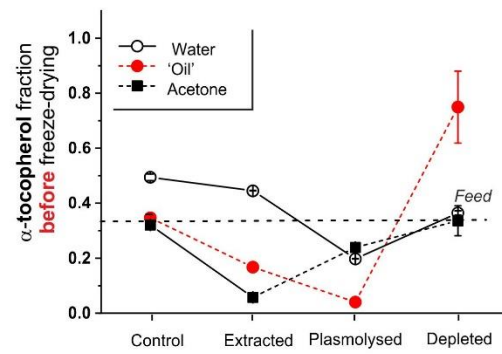 α-tocopherol fraction
before freeze-drying
1.0
0.8
0.6
0.4
0.2
0.0
Water
'Oil'
Acetone
Feed
Control Extracted Plasmolysed Depleted